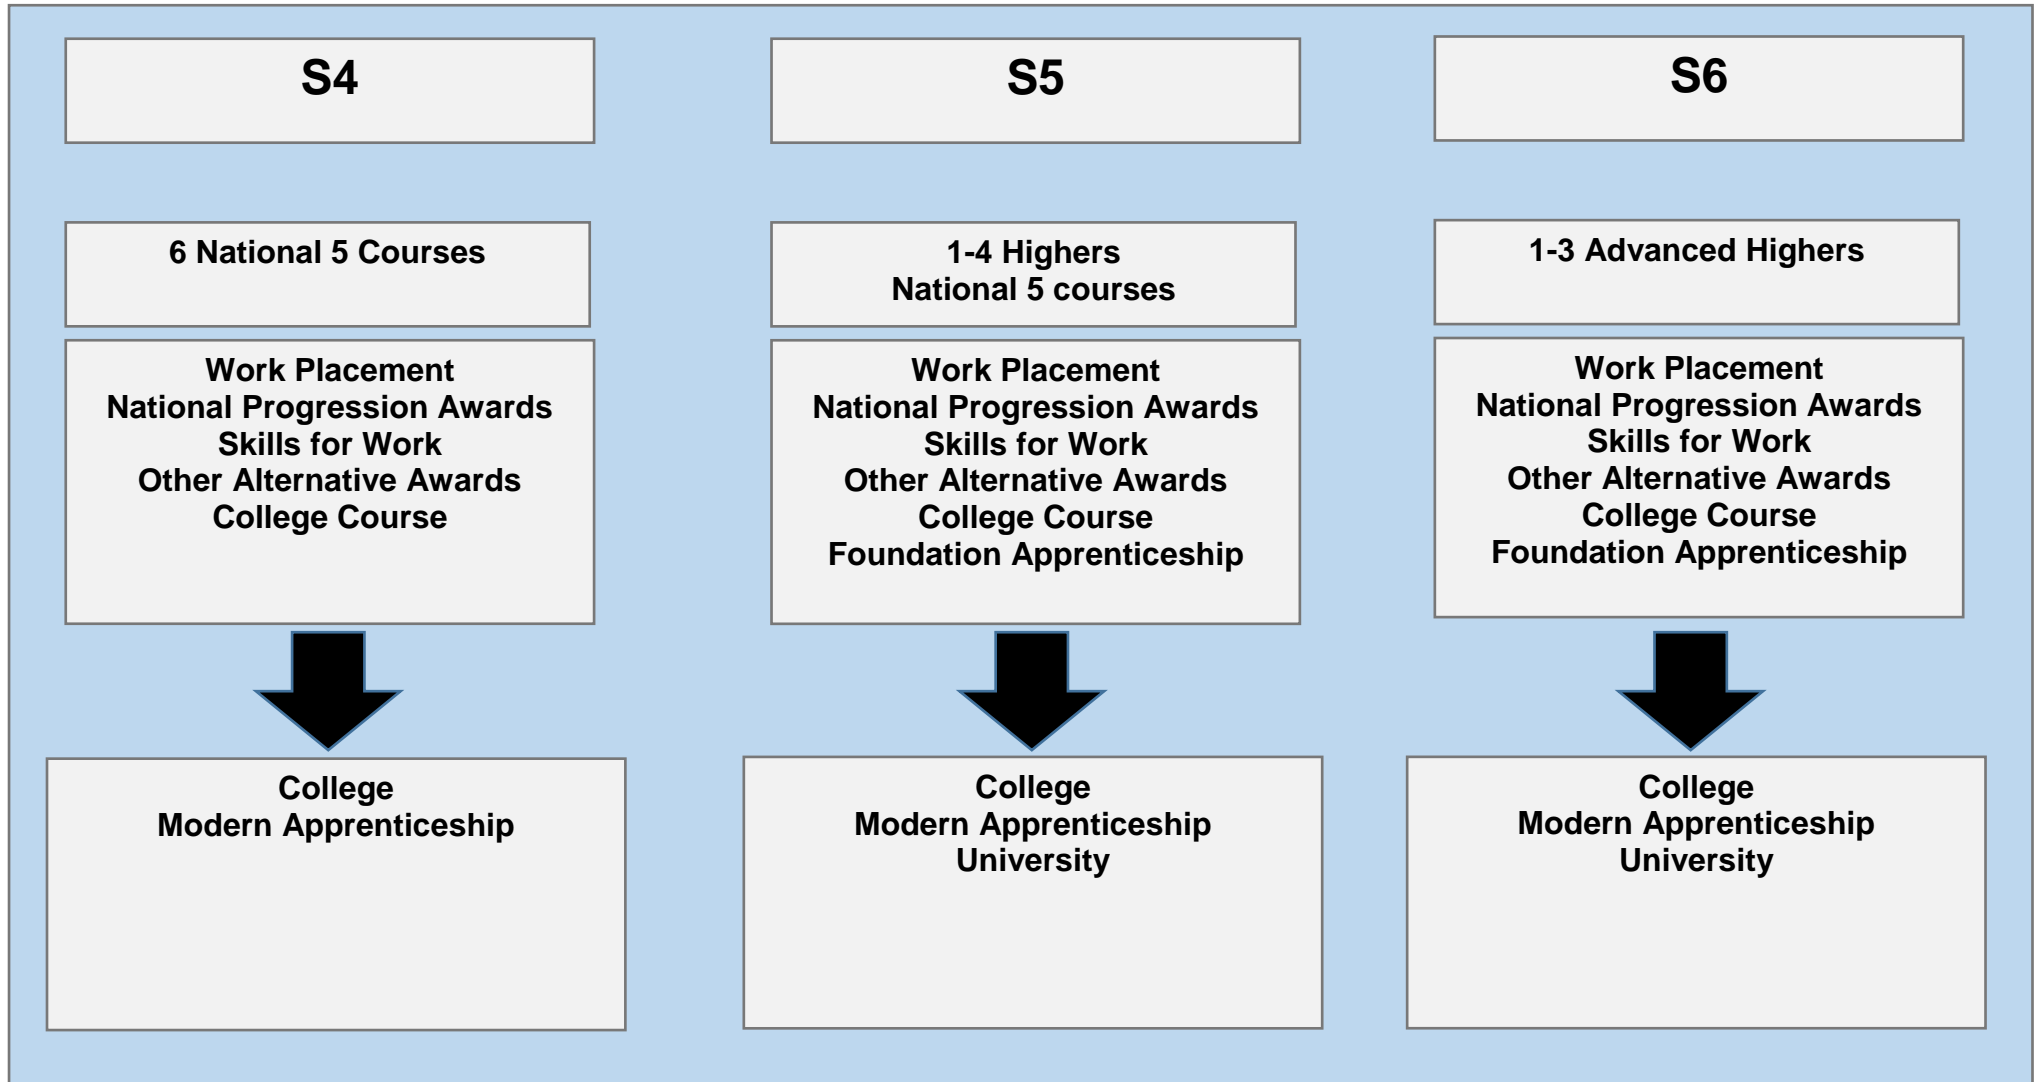 S4
6 National 5 Courses
Work Placement
National Progression Awards
Skills for Work
Other Alternative Awards
College Course
College
Modern Apprenticeship
S5
1-4 Highers
National 5 courses
Work Placement
National Progression Awards
Skills for Work
Other Alternative Awards
College Course
Foundation Apprenticeship
College
Modern Apprenticeship
University
S6
1-3 Advanced Highers
Work Placement
National Progression Awards
Skills for Work
Other Alternative Awards
College Course
Foundation Apprenticeship
College
Modern Apprenticeship
University